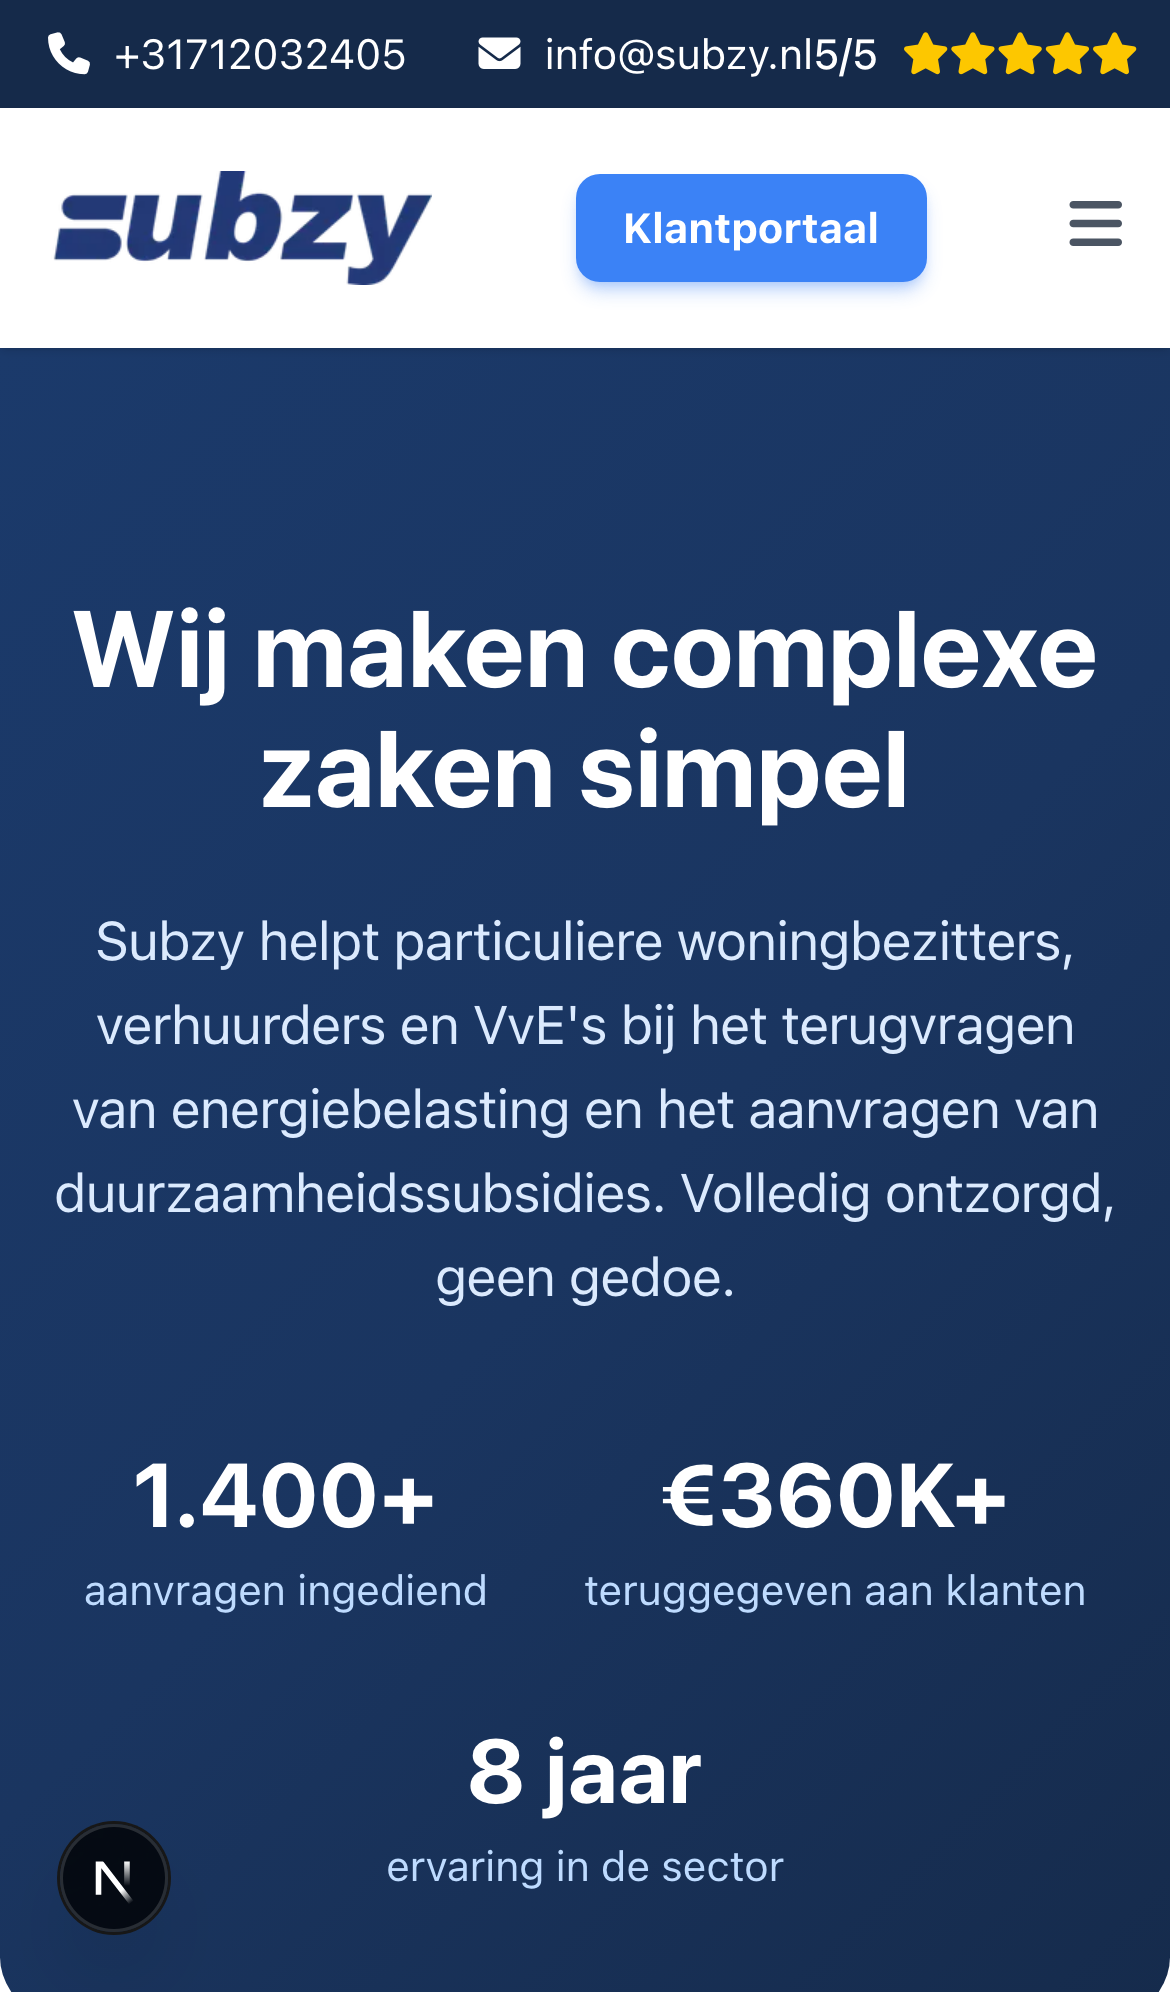 +31712032405 info@subzy.nl5/5
subzy
Klantportaal
Wij maken complexe
zaken simpel
Subzy helpt particuliere woningbezitters,
verhuurders en VvE's bij het terugvragen
van energiebelasting en het aanvragen van
duurzaamheidssubsidies. Volledig ontzorgd,
geen gedoe.
1.400+
aanvragen ingediend
€360K+
teruggegeven aan klanten
8 jaar
ervaring in de sector
N